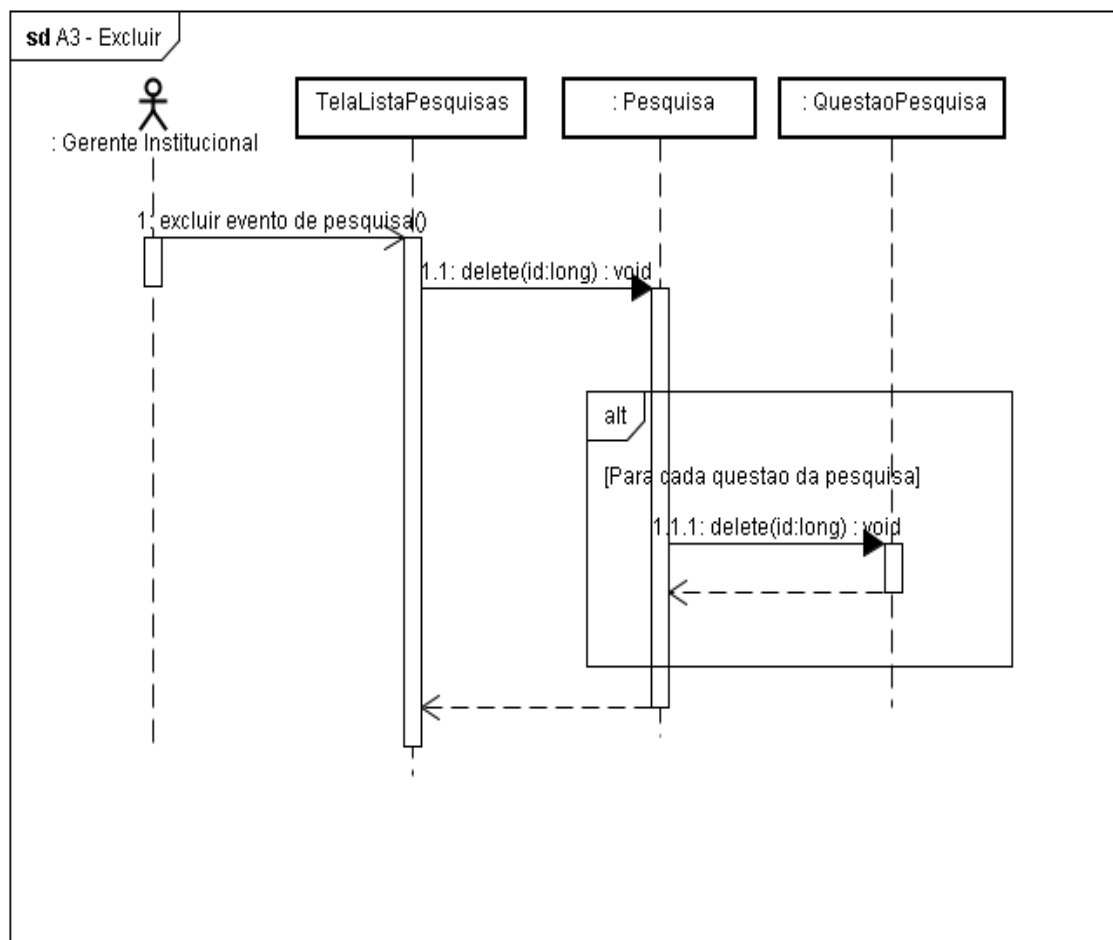 sd A3 - Excluir
TelaListaPesquisas
: Pesquisa
: QuestaoPesquisa
: Gerente Institucional
1: excluir evento de pesquisa()
1.1: delete(id:long) : void
alt
[Para cada questao da pesquisa]
1.1.1: delete(id:long) : void